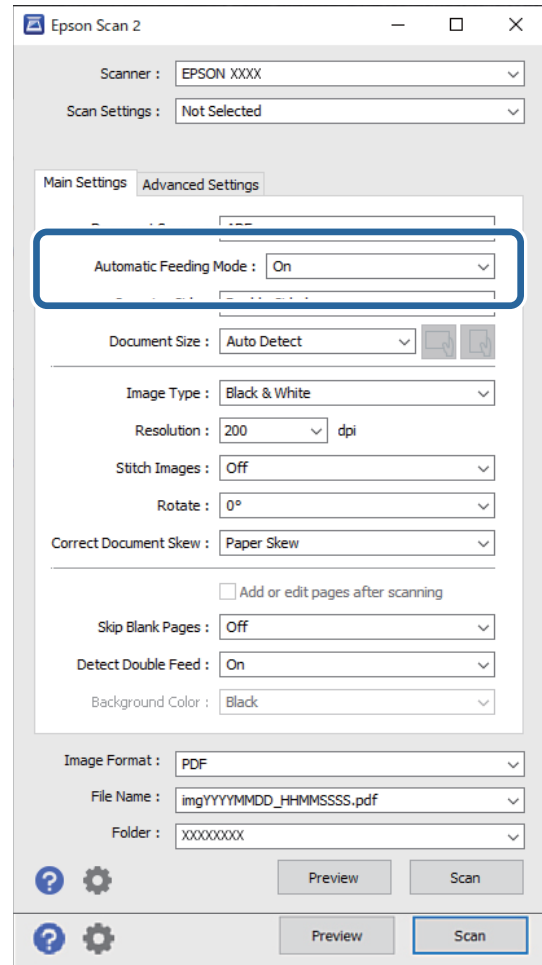 Epson Scan 2
Scanner : EPSON XXXX
Scan Settings : Not Selected
Main Settings Advanced Settings
Automatic Feeding Mode : On
Document Size : Auto Detect
Image Type : Black & White
Resolution : 200 dpi
Stitch Images : Off
Rotate : 0°
Correct Document Skew : Paper Skew
Add or edit pages after scanning
Skip Blank Pages : Off
Detect Double Feed : On
Background Color : Black
Image Format : PDF
File Name : imgYYYYMMDD_HHMMSSSS.pdf
Folder : XXXXXXXX
? Preview Scan
? Preview Scan